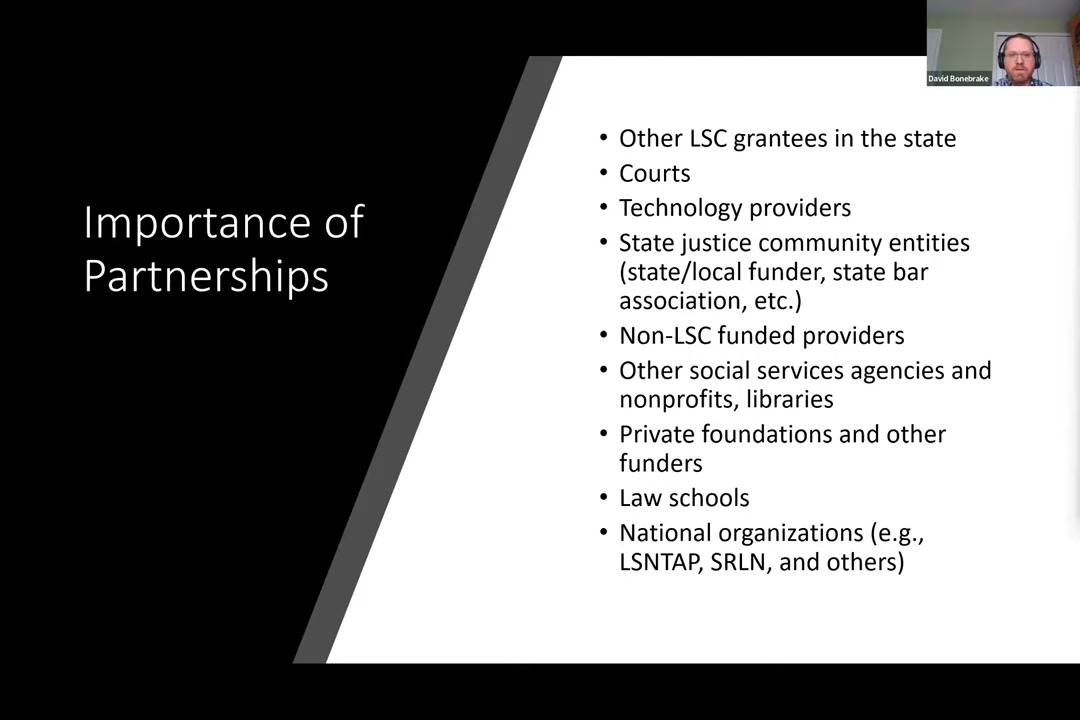 David Bonebrake
Importance of
Partnerships
• Other LSC grantees in the state
• Courts
• Technology providers
• State justice community entities
(state/local funder, state bar
association, etc.)
• Non-LSC funded providers
• Other social services agencies and
nonprofits, libraries
• Private foundations and other
funders
• Law schools
• National organizations (e.g.,
LSNTAP, SRLN, and others)